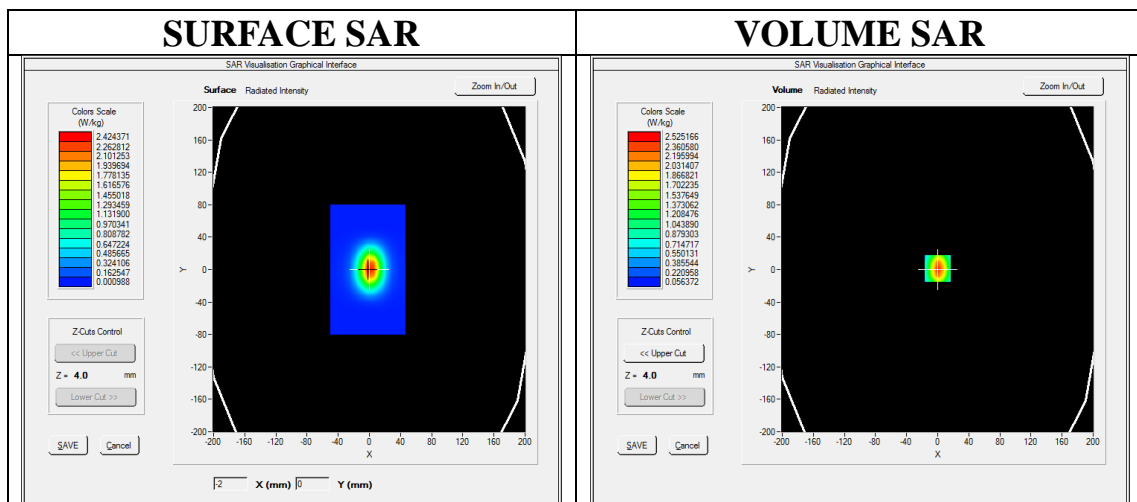 SURFACE SAR
SAR Visualisation Graphical Interface
Surface Radiated Intensity
Zoom In/Out
Colors Scale
(W/kg)
2.424371
2.262812
2.101253
1.939694
1.778135
1.616576
1.455018
1.293459
1.131900
0.970341
0.808782
0.647224
0.485665
0.324106
0.162547
0.000988
Z-Cuts Control
<< Upper Cut
Z = 4.0 mm
Lower Cut >>
SAVE Cancel
200
160
120
80
40
0
-40
-80
-120
-160
-200
Y
-200 -160 -120 -80 -40 0 40 80 120 160 200
X
-2 X (mm) 0 Y (mm)
VOLUME SAR
SAR Visualisation Graphical Interface
Volume Radiated Intensity
Zoom In/Out
Colors Scale
(W/kg)
2.525166
2.360580
2.195994
2.031407
1.866821
1.702235
1.537649
1.373062
1.208476
1.043890
0.879303
0.714717
0.550131
0.385544
0.220958
0.056372
Z-Cuts Control
<< Upper Cut
Z = 4.0 mm
Lower Cut >>
SAVE Cancel
200
160
120
80
40
0
-40
-80
-120
-160
-200
Y
-200 -160 -120 -80 -40 0 40 80 120 160 200
X